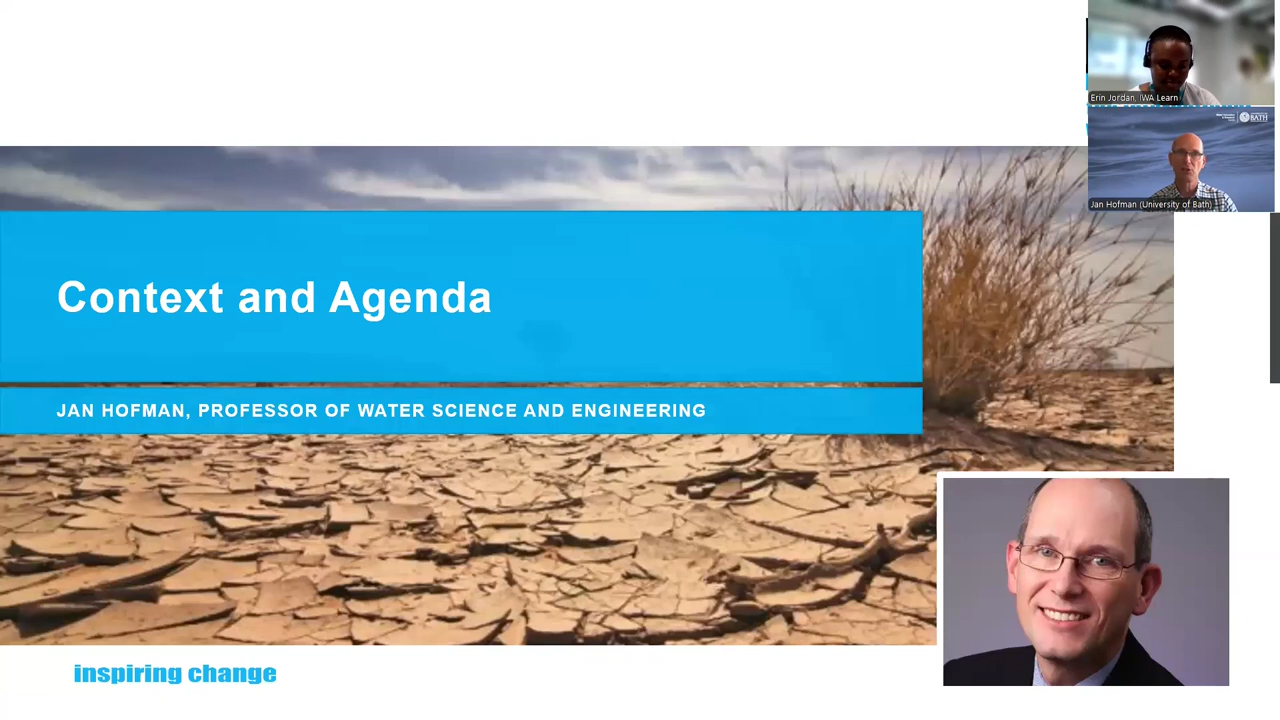 Context and Agenda
JAN HOFMAN, PROFESSOR OF WATER SCIENCE AND ENGINEERING
inspiring change
Erin Jordan, IWA Learn
BATH
Jan Hofman (University of Bath)